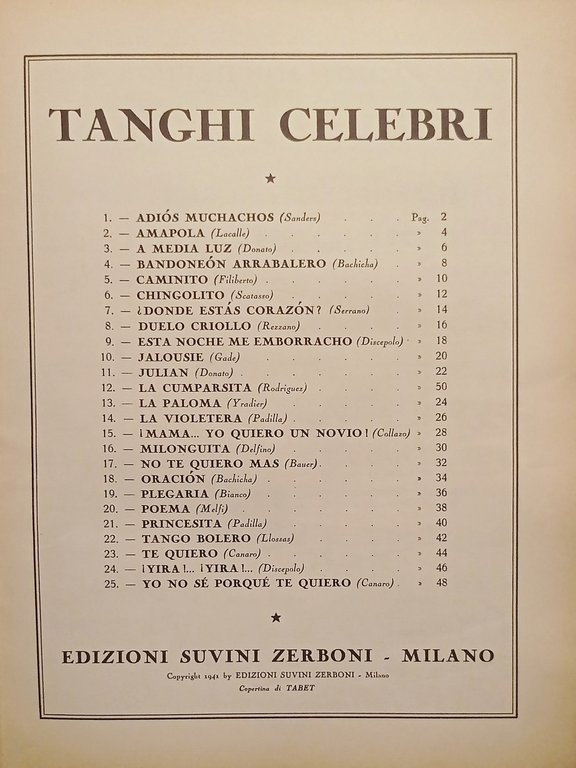 TANGHI CELEBRI
1. — ADIÓS MUCHACHOS (Sanders) . . . Pag. 2
2. — AMAPOLA (Lacalle) . . . . . . » 4
3. — A MEDIA LUZ (Donato) . . . . . » 6
4. — BANDONEÓN ARRABALERO (Bachicha) . » 8
5. — CAMINITO (Filiberto) . . . . . . » 10
6. — CHINGOLITO (Scatasso) . . . . . » 12
7. — ¿DONDE ESTÁS CORAZÓN? (Serrano) . » 14
8. — DUELO CRIOLLO (Rezzano) . . . . » 16
9. — ESTA NOCHE ME EMBORRACHO (Discepolo) . » 18
10. — JALOUSIE (Gade) . . . . . . » 20
11. — JULIAN (Donato) . . . . . . » 22
12. — LA CUMPARSITA (Rodriguez) . . . . » 50
13. — LA PALOMA (Yradier) . . . . . » 24
14. — LA VIOLETERA (Padilla) . . . . . » 26
15. — ¡MAMA... YO QUIERO UN NOVIO! (Collazo) » 28
16. — MILONGUITA (Delfino) . . . . . » 30
17. — NO TE QUIERO MAS (Bauer) . . . . » 32
18. — ORACIÓN (Bachicha) . . . . . . » 34
19. — PLEGARIA (Bianco) . . . . . . » 36
20. — POEMA (Melfi) . . . . . . . » 38
21. — PRINCESITA (Padilla) . . . . . » 40
22. — TANGO BOLERO (Llossas) . . . . » 42
23. — TE QUIERO (Canaro) . . . . . . » 44
24. — ¡YIRA!... ¡YIRA!... (Discepolo) . . . . » 46
25. — YO NO SÉ PORQUÉ TE QUIERO (Canaro) . » 48
EDIZIONI SUVINI ZERBONI - MILANO
Copyright 1941 by EDIZIONI SUVINI ZERBONI - Milano
Copertina di TABET